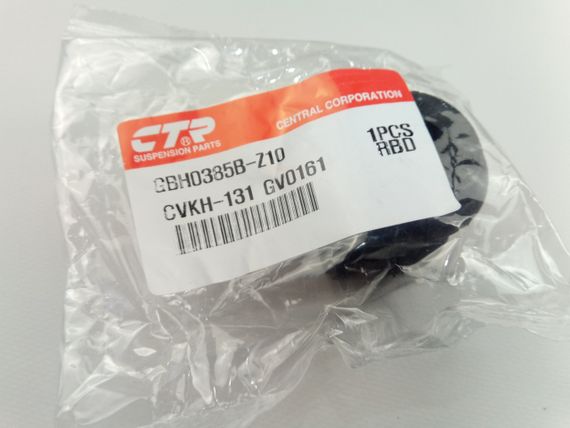 CTR®
SUSPENSION PARTS
CENTRAL CORPORATION
GBH0385B-Z10
1PCS
CVKH-131 GV0161
RBD